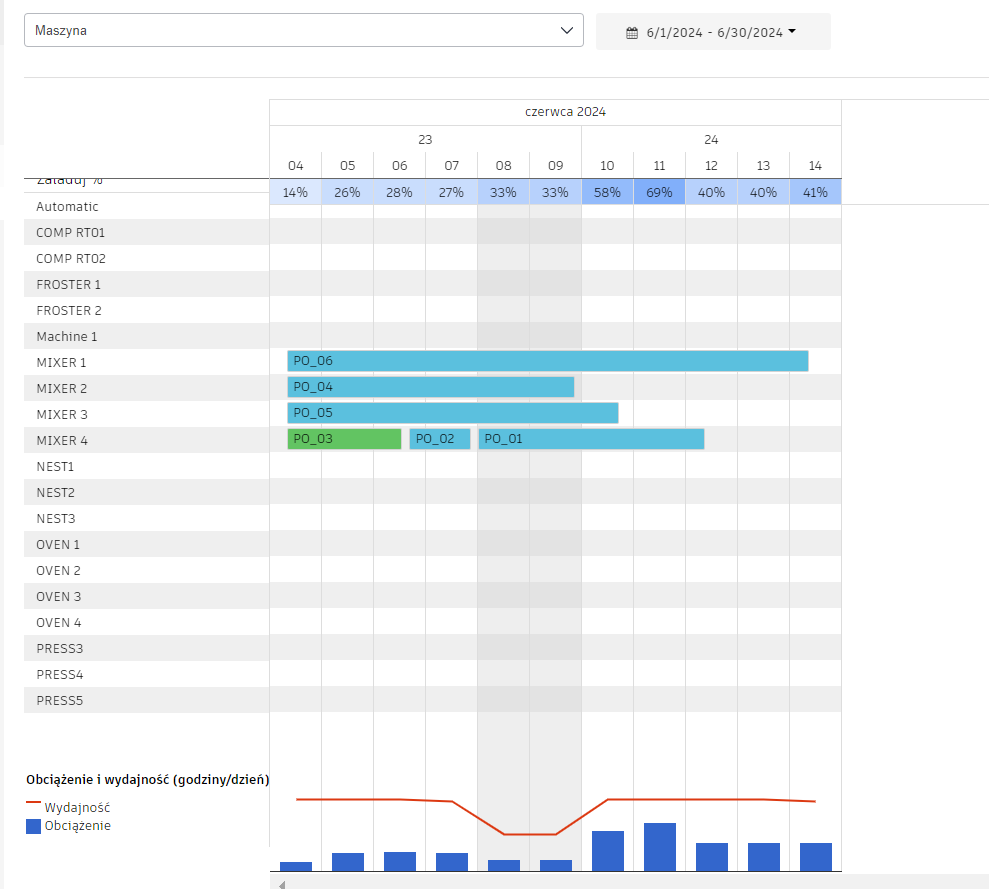 Maszyna
6/1/2024 - 6/30/2024
czerwca 2024
23 24
04 05 06 07 08 09 10 11 12 13 14
Załaduj %
14% 26% 28% 27% 33% 33% 58% 69% 40% 40% 41%
Automatic
COMP RT01
COMP RT02
FROSTER 1
FROSTER 2
Machine 1
MIXER 1 PO_06
MIXER 2 PO_04
MIXER 3 PO_05
MIXER 4 PO_03 PO_02 PO_01
NEST1
NEST2
NEST3
OVEN 1
OVEN 2
OVEN 3
OVEN 4
PRESS3
PRESS4
PRESS5
Obciążenie i wydajność (godziny/dzień)
Wydajność
Obciążenie